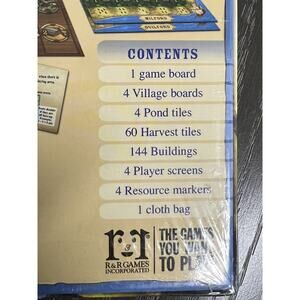 MILFORD
GUILFORD
CONTENTS
1 game board
4 Village boards
4 Pond tiles
60 Harvest tiles
144 Buildings
4 Player screens
4 Resource markers
1 cloth bag
R&R GAMES
INCORPORATED
THE GAMES
YOU WANT
TO PLAY